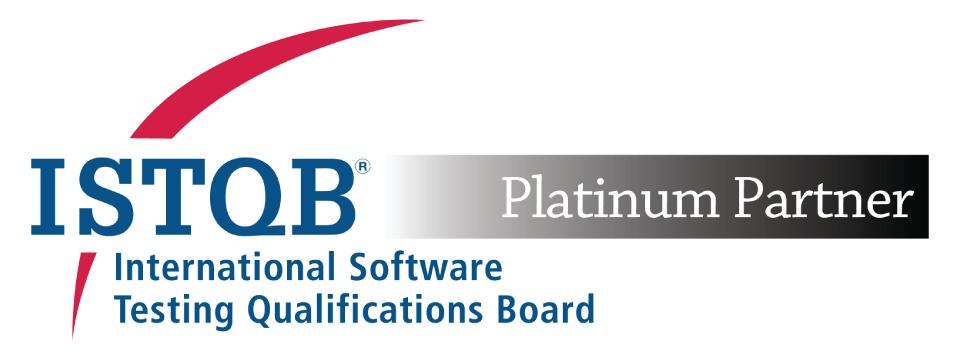 ISTQB®
Platinum Partner
International Software
Testing Qualifications Board